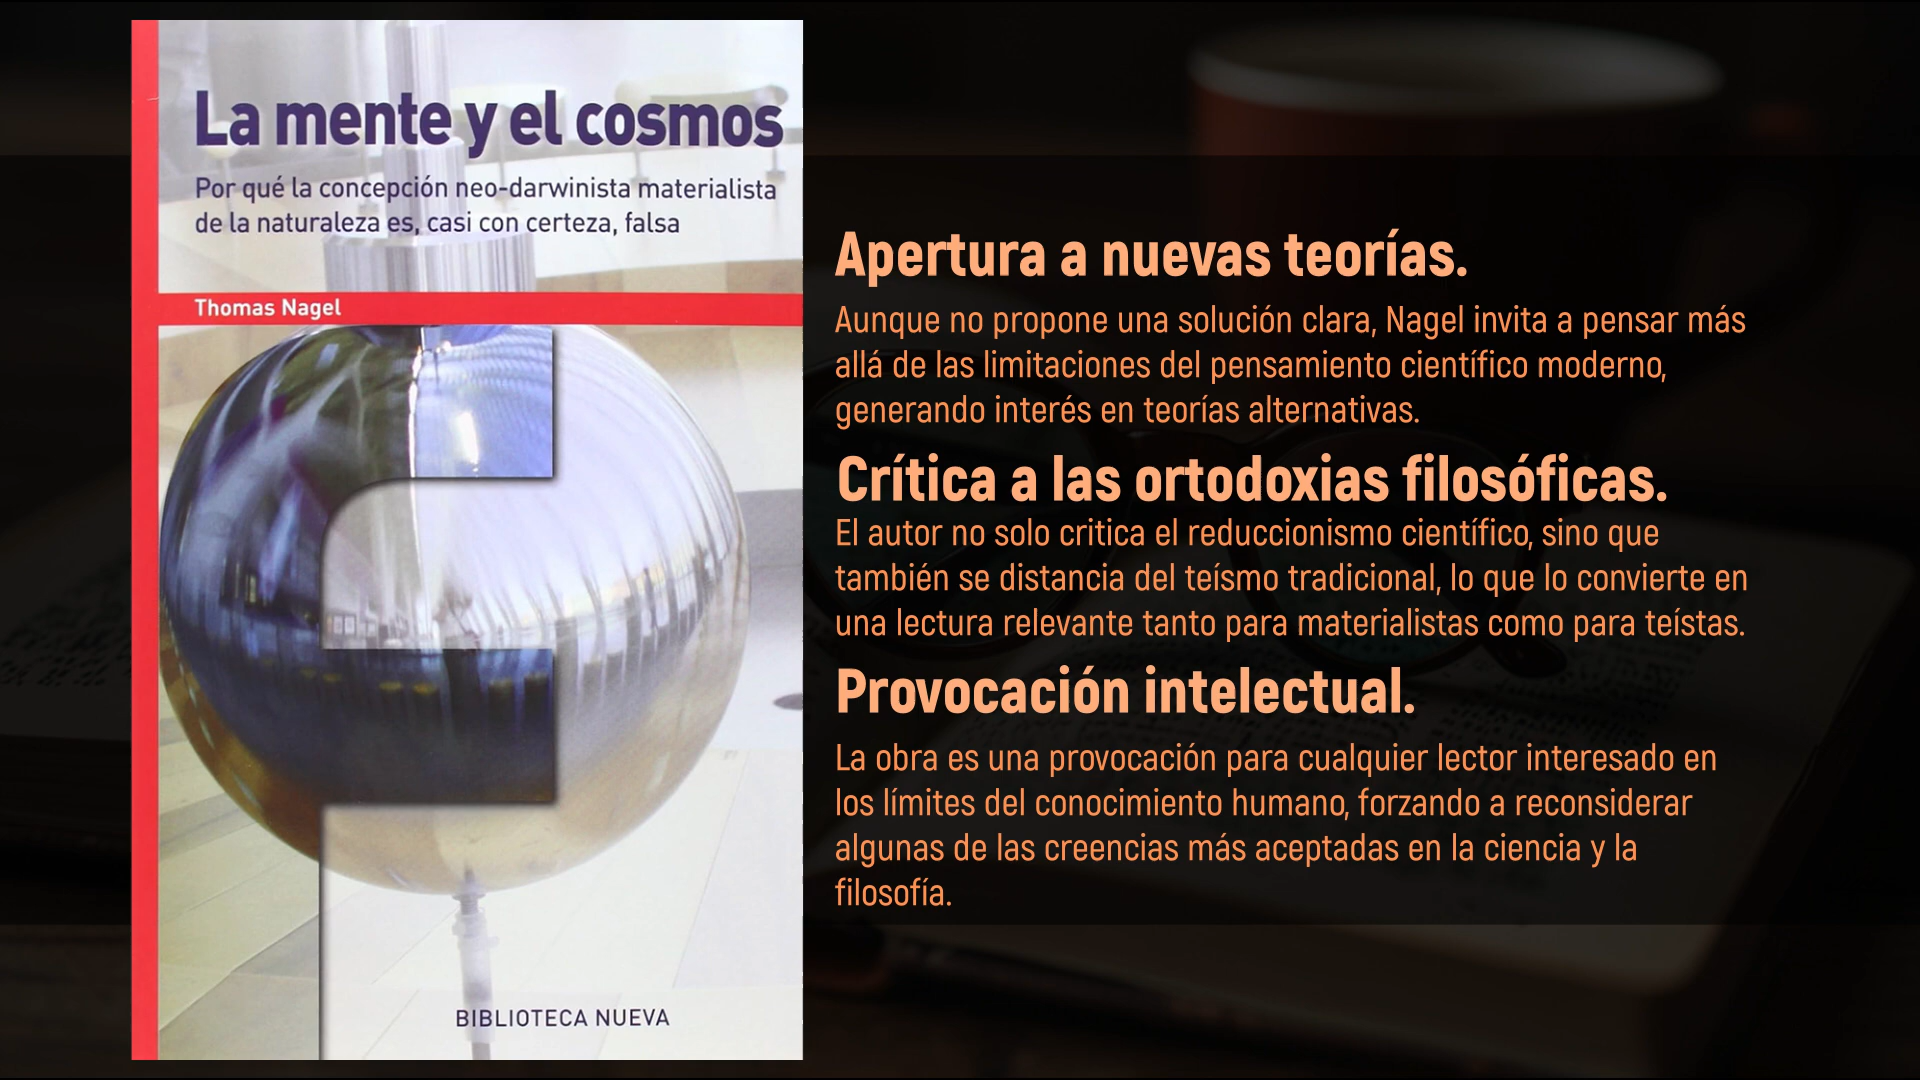 La mente y el cosmos
Por qué la concepción neo-darwinista materialista
de la naturaleza es, casi con certeza, falsa
Thomas Nagel
BIBLIOTECA NUEVA
Apertura a nuevas teorías.
Aunque no propone una solución clara, Nagel invita a pensar más
allá de las limitaciones del pensamiento científico moderno,
generando interés en teorías alternativas.
Crítica a las ortodoxias filosóficas.
El autor no solo critica el reduccionismo científico, sino que
también se distancia del teísmo tradicional, lo que lo convierte en
una lectura relevante tanto para materialistas como para teístas.
Provocación intelectual.
La obra es una provocación para cualquier lector interesado en
los límites del conocimiento humano, forzando a reconsiderar
algunas de las creencias más aceptadas en la ciencia y la
filosofía.